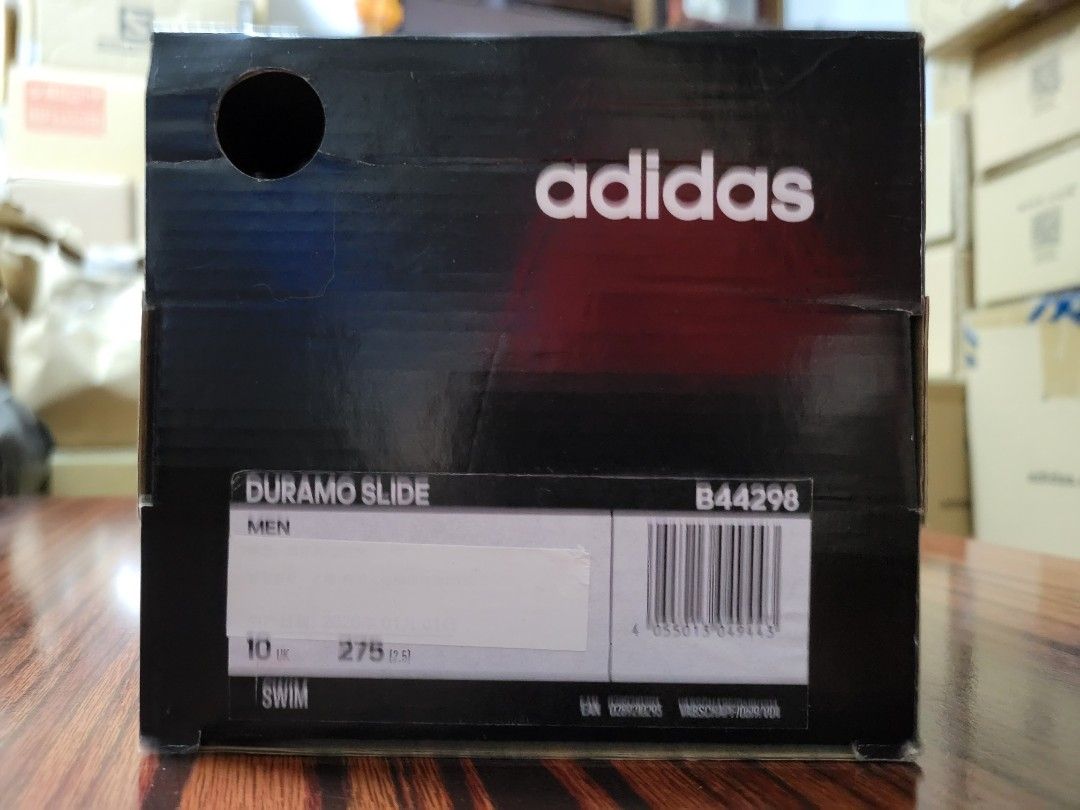 adidas
DURAMO SLIDE B44298
MEN
4 055013 049443
10 UK 275 [2.5]
SWIM